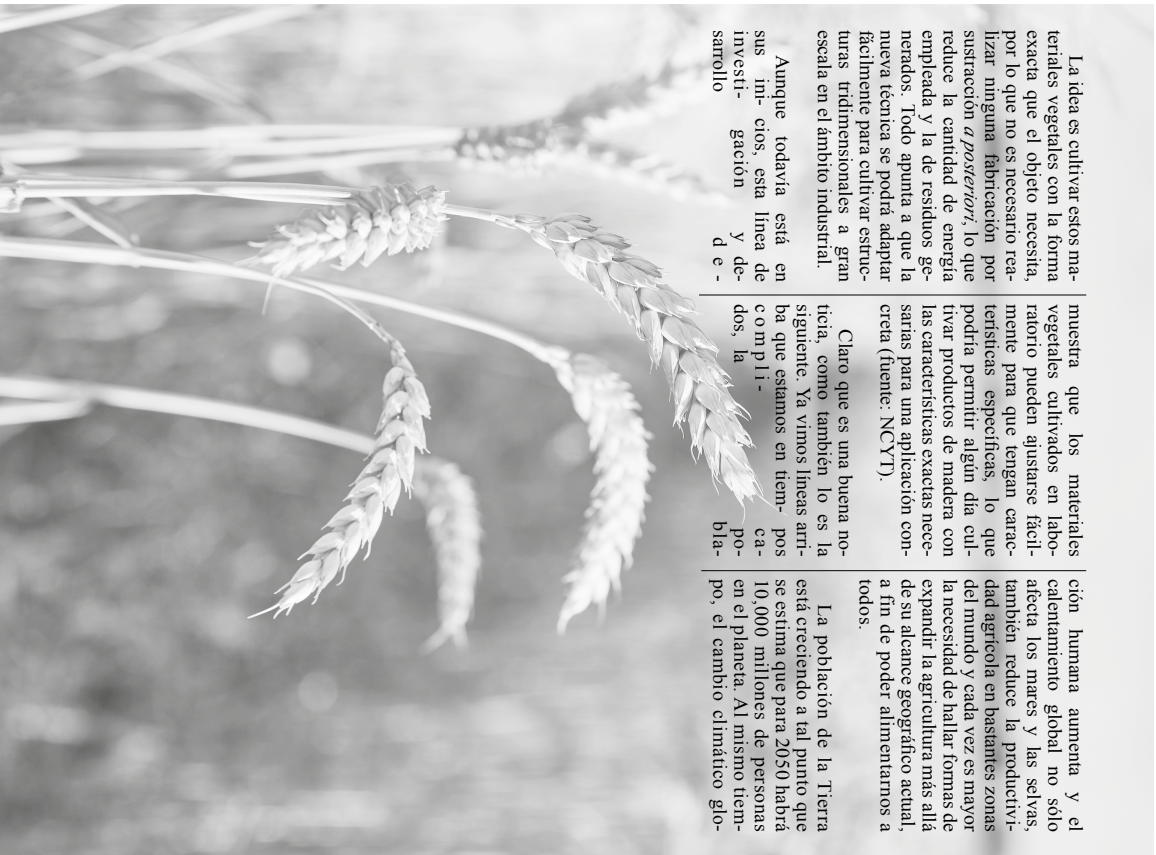 La idea es cultivar estos ma-
teriales vegetales con la forma
exacta que el objeto necesita,
por lo que no es necesario rea-
lizar ninguna fabricación por
sustracción a posteriori, lo que
reduce la cantidad de energía
empleada y la de residuos ge-
nerados. Todo apunta a que la
nueva técnica se podrá adaptar
fácilmente para cultivar estruc-
turas tridimensionales a gran
escala en el ámbito industrial.
Aunque todavía está en
sus ini- cios, esta línea de
investi- gación y de-
sarrollo de-
muestra que los materiales
vegetales cultivados en labo-
ratorio pueden ajustarse fácil-
mente para que tengan carac-
terísticas específicas, lo que
podría permitir algún día cul-
tivar productos de madera con
las características exactas nece-
sarias para una aplicación con-
creta (fuente: NCYT).
Claro que es una buena no-
ticia, como también lo es la
siguiente. Ya vimos líneas arri-
ba que estamos en tiem- pos
compli- ca-
dos, la po-
bla-
ción humana aumenta y el
calentamiento global no sólo
afecta los mares y las selvas,
también reduce la productivi-
dad agrícola en bastantes zonas
del mundo y cada vez es mayor
la necesidad de hallar formas de
expandir la agricultura más allá
de su alcance geográfico actual,
a fin de poder alimentarnos a
todos.
La población de la Tierra
está creciendo a tal punto que
se estima que para 2050 habrá
10,000 millones de personas
en el planeta. Al mismo tiem-
po, el cambio climático glo-